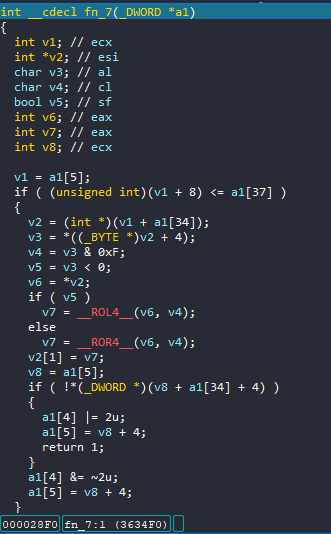 int __cdecl fn_7(_DWORD *a1)
{
  int v1; // ecx
  int *v2; // esi
  char v3; // al
  char v4; // cl
  bool v5; // sf
  int v6; // eax
  int v7; // eax
  int v8; // ecx

  v1 = a1[5];
  if ( (unsigned int)(v1 + 8) <= a1[37] )
  {
    v2 = (int *)(v1 + a1[34]);
    v3 = *((_BYTE *)v2 + 4);
    v4 = v3 & 0xF;
    v5 = v3 < 0;
    v6 = *v2;
    if ( v5 )
      v7 = __ROL4__(v6, v4);
    else
      v7 = __ROR4__(v6, v4);
    v2[1] = v7;
    v8 = a1[5];
    if ( !*(_DWORD *)(v8 + a1[34] + 4) )
    {
      a1[4] |= 2u;
      a1[5] = v8 + 4;
      return 1;
    }
    a1[4] &= ~2u;
    a1[5] = v8 + 4;
  }
000028F0 fn_7:1 (3634F0)